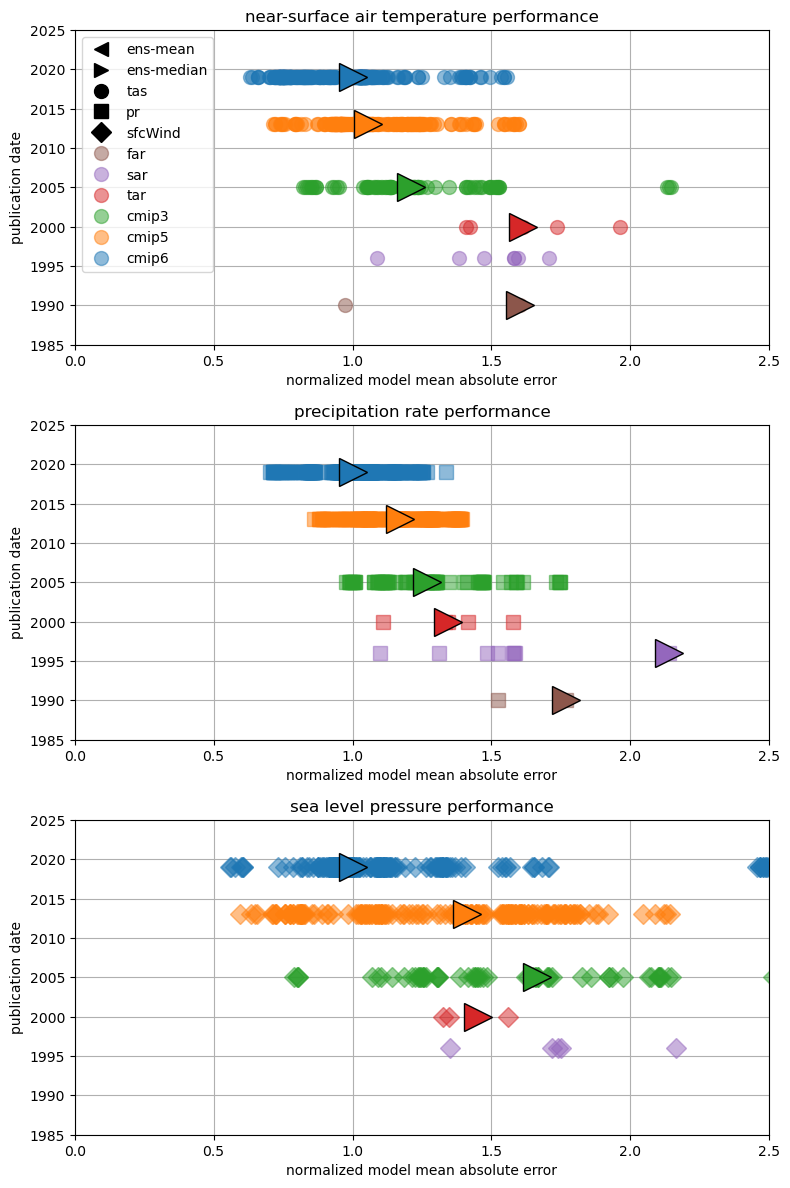 near-surface air temperature performance
2025
2020
2015
2010
2005
2000
1995
1990
1985
publication date
ens-mean
ens-median
tas
pr
sfcWind
far
sar
tar
cmip3
cmip5
cmip6
0.0 0.5 1.0 1.5 2.0 2.5
normalized model mean absolute error
precipitation rate performance
2025
2020
2015
2010
2005
2000
1995
1990
1985
publication date
0.0 0.5 1.0 1.5 2.0 2.5
normalized model mean absolute error
sea level pressure performance
2025
2020
2015
2010
2005
2000
1995
1990
1985
publication date
0.0 0.5 1.0 1.5 2.0 2.5
normalized model mean absolute error